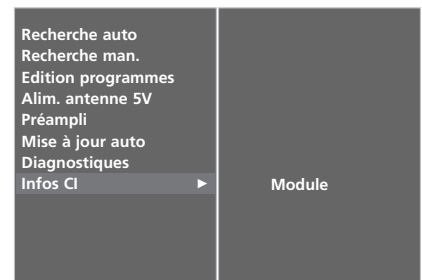 Recherche auto
Recherche man.
Edition programmes
Alim. antenne 5V
Préampli
Mise à jour auto
Diagnostiques
Infos CI ► Module